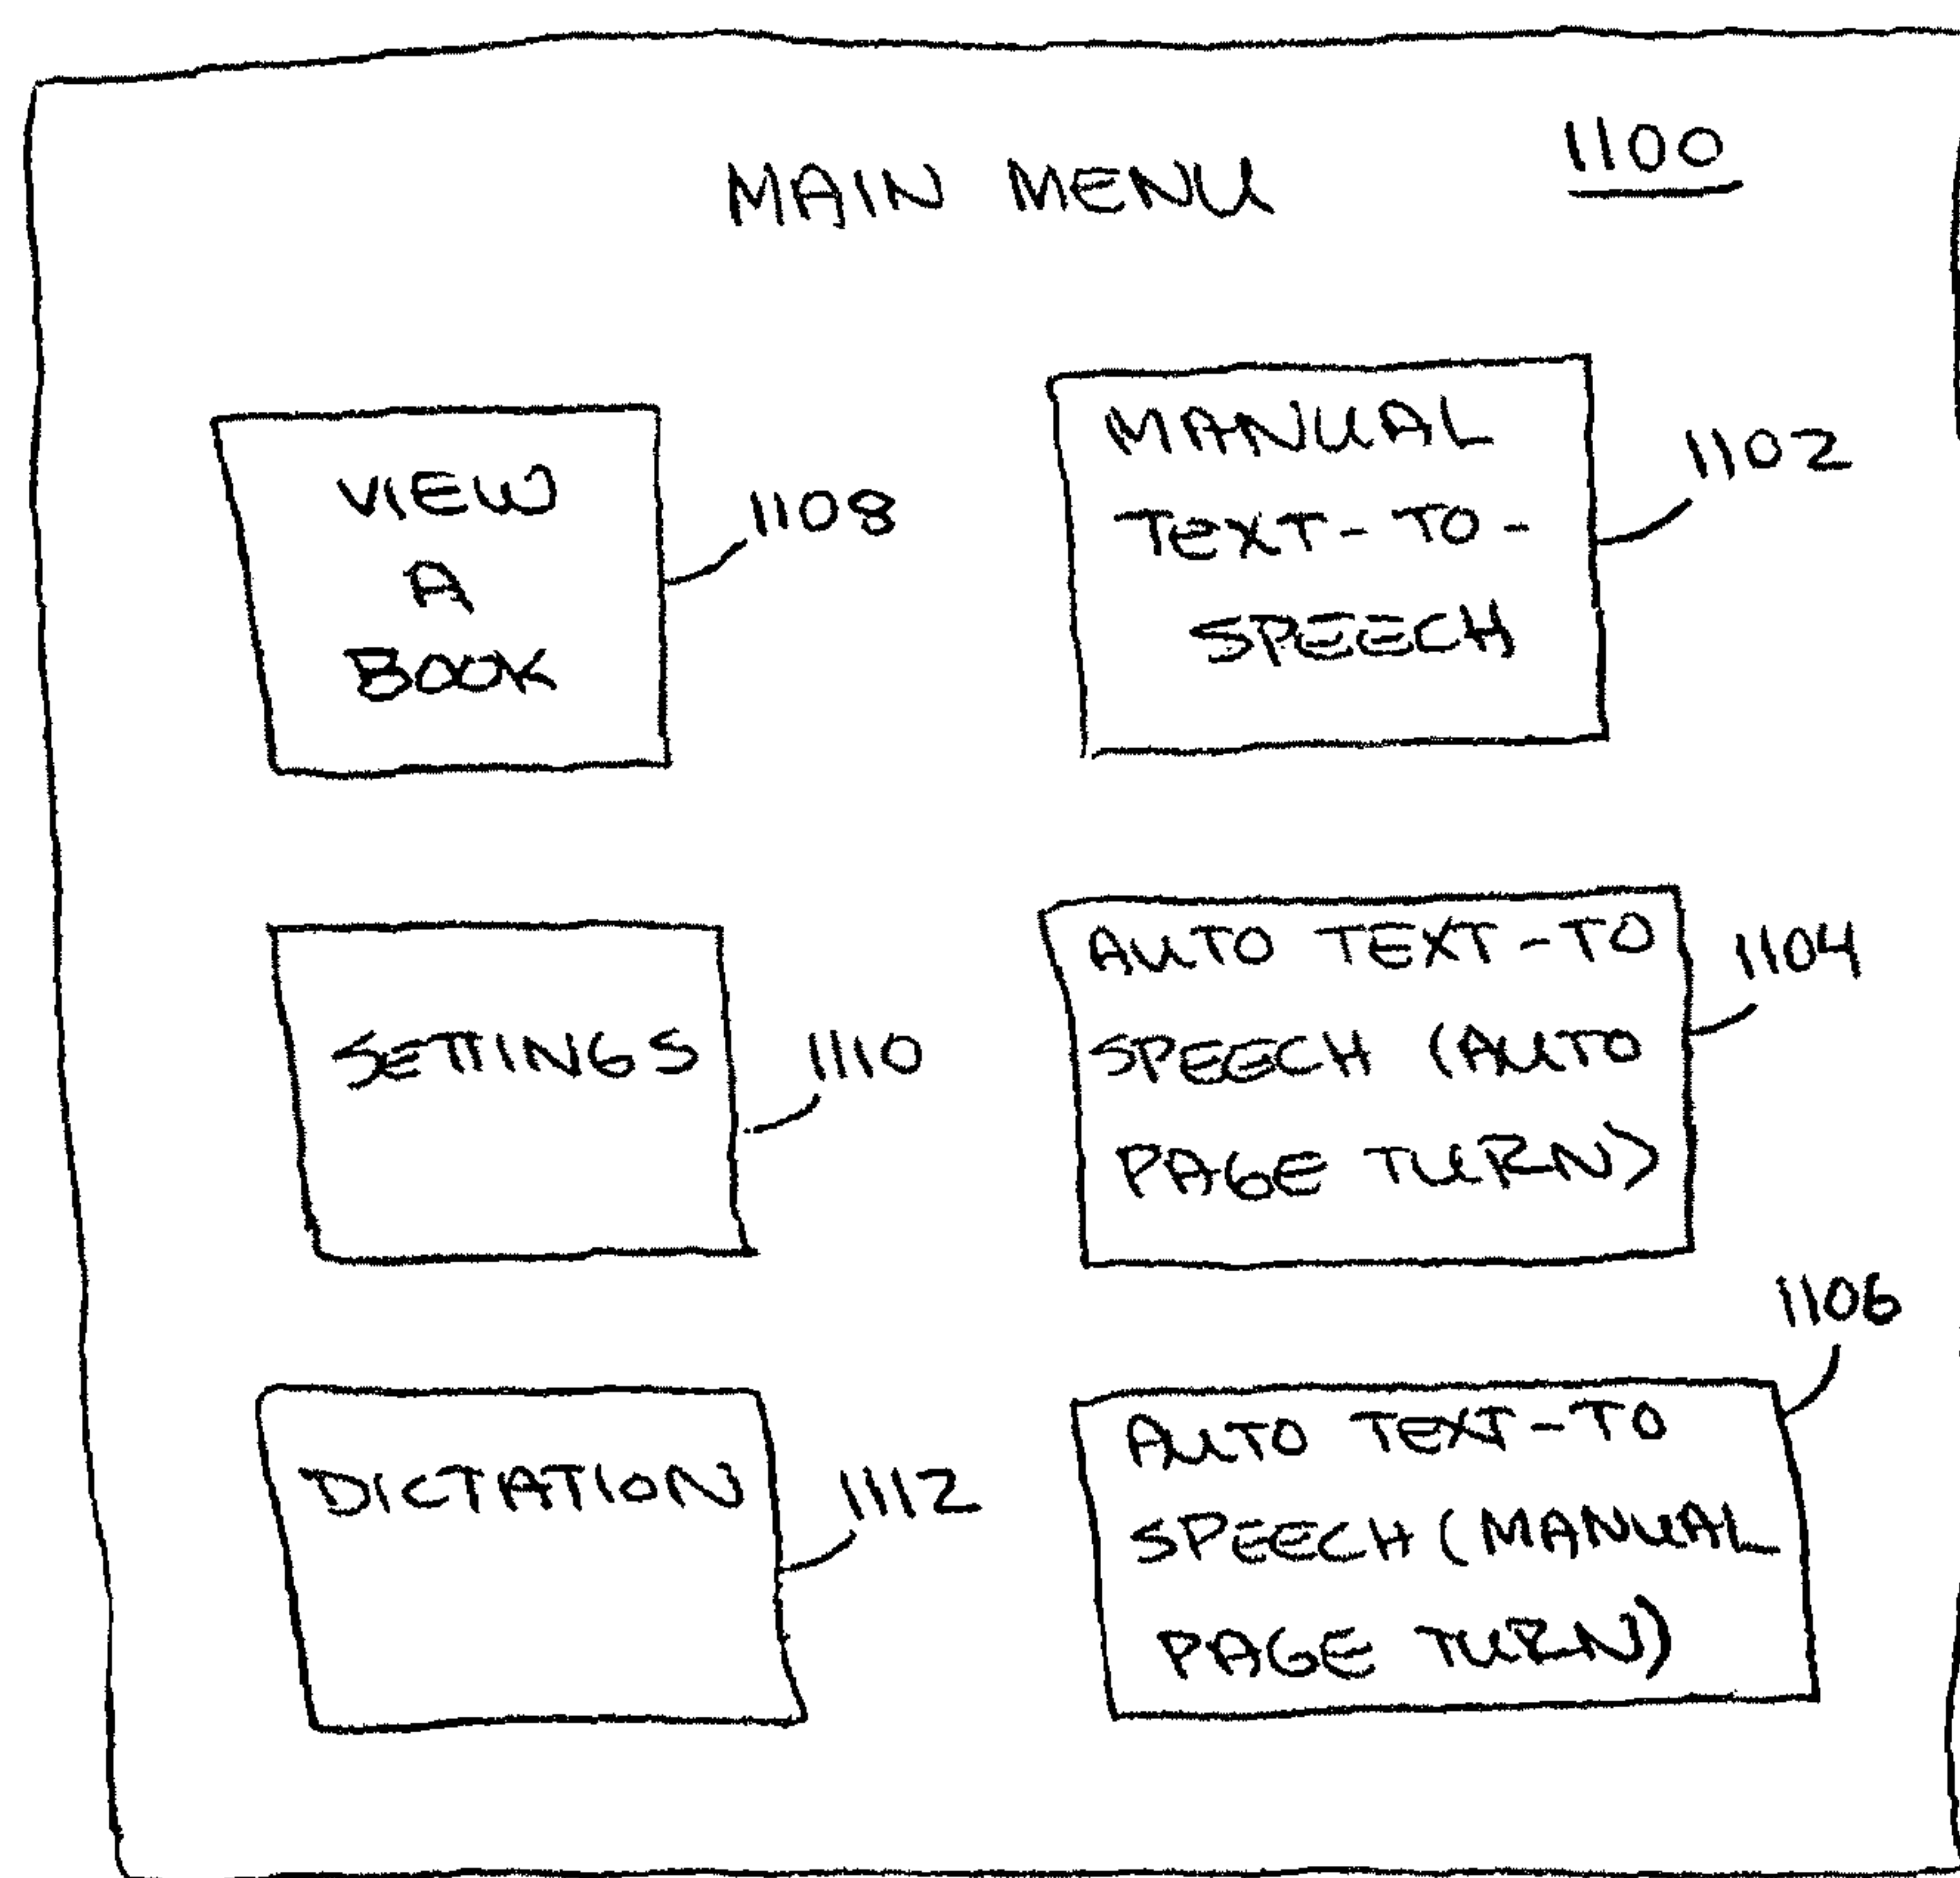 MAIN MENU
1100
VIEW
A
BOOK
1108
MANUAL
TEXT-TO-
SPEECH
1102
SETTINGS
1110
AUTO TEXT-TO
SPEECH (AUTO
PAGE TURN)
1104
DICTATION
1112
AUTO TEXT-TO
SPEECH (MANUAL
PAGE TURN)
1106